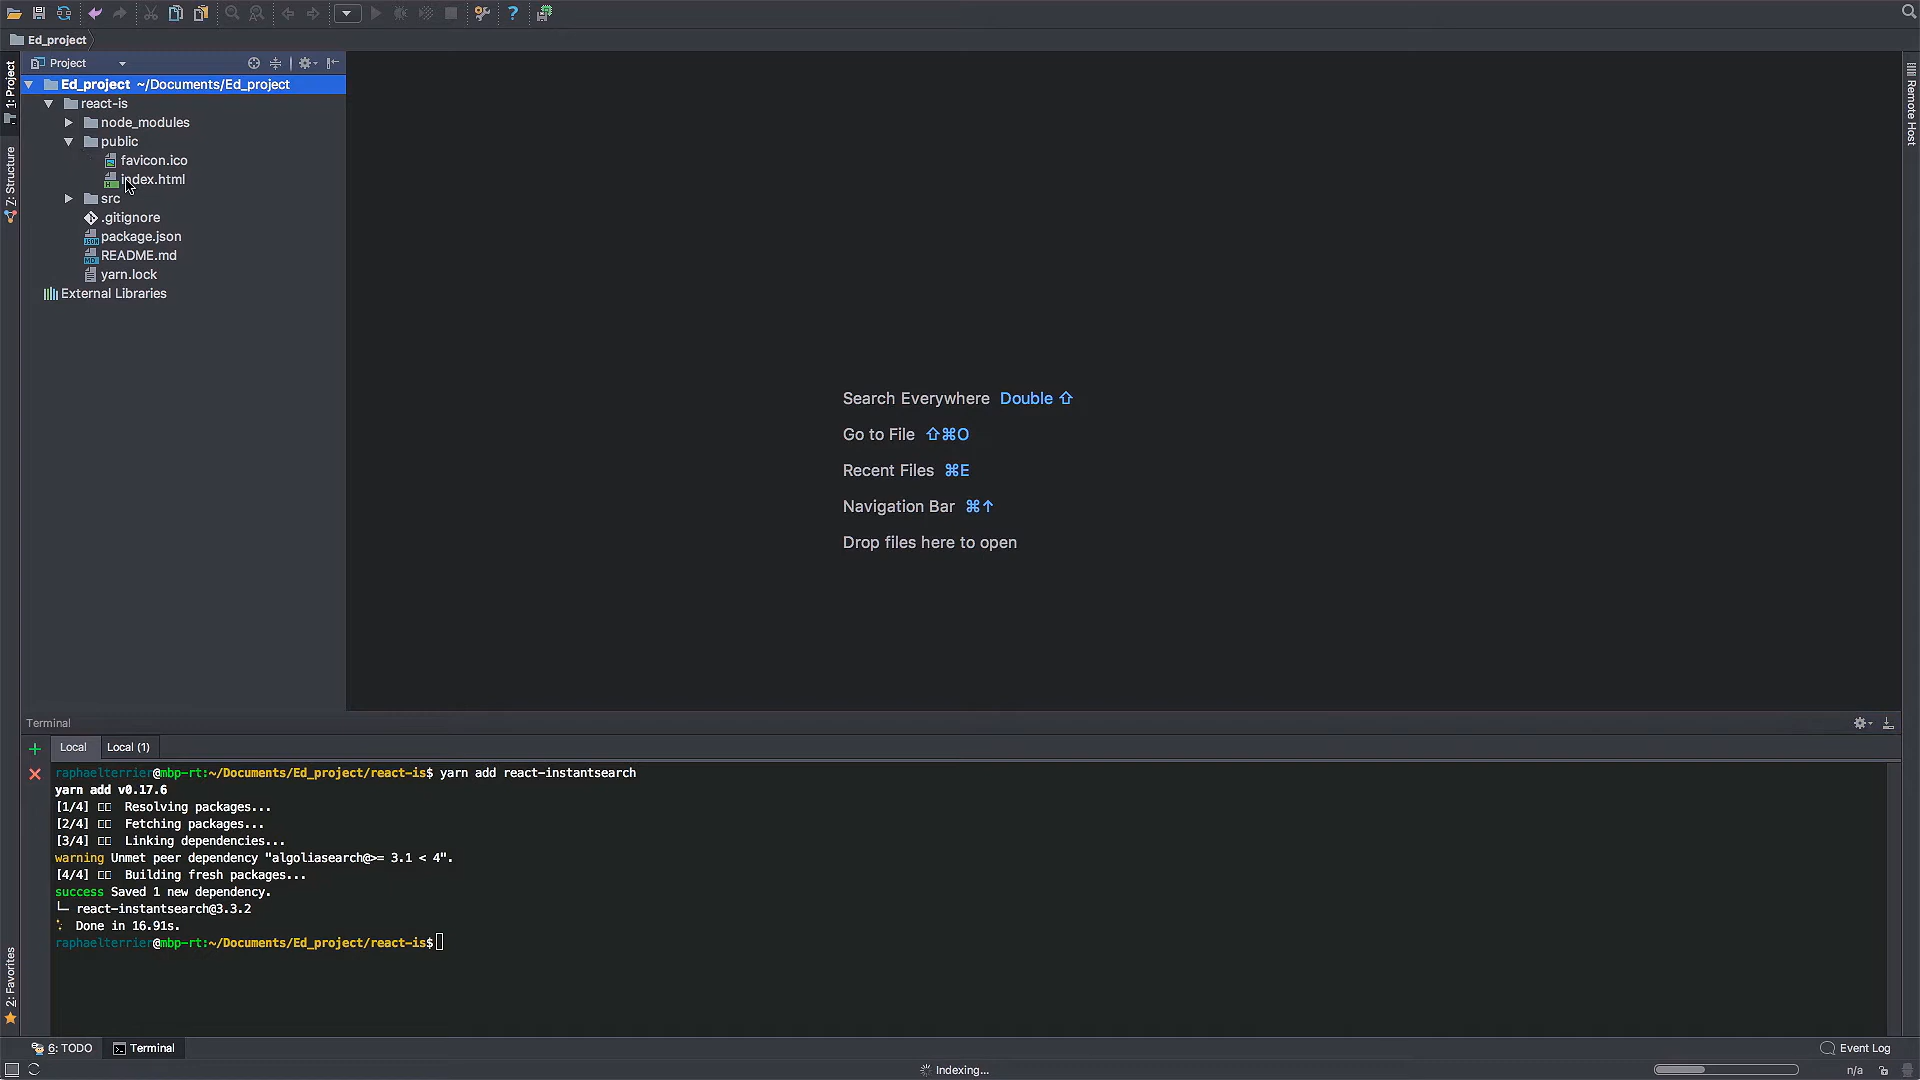 Ed_project
Project
Ed_project ~/Documents/Ed_project
react-is
node_modules
public
favicon.ico
index.html
src
.gitignore
package.json
README.md
yarn.lock
External Libraries
1: Project
Z: Structure
2: Favorites
Remote Host
Search Everywhere Double ⇧
Go to File ⇧⌘O
Recent Files ⌘E
Navigation Bar ⌘↑
Drop files here to open
Terminal
Local
Local (1)
raphaelterrier@mbp-rt:~/Documents/Ed_project/react-is$ yarn add react-instantsearch
yarn add v0.17.6
[1/4] Resolving packages...
[2/4] Fetching packages...
[3/4] Linking dependencies...
warning Unmet peer dependency "algoliasearch@>= 3.1 < 4".
[4/4] Building fresh packages...
success Saved 1 new dependency.
└─ react-instantsearch@3.3.2
Done in 16.91s.
raphaelterrier@mbp-rt:~/Documents/Ed_project/react-is$
6: TODO
Terminal
Event Log
Indexing...
n/a